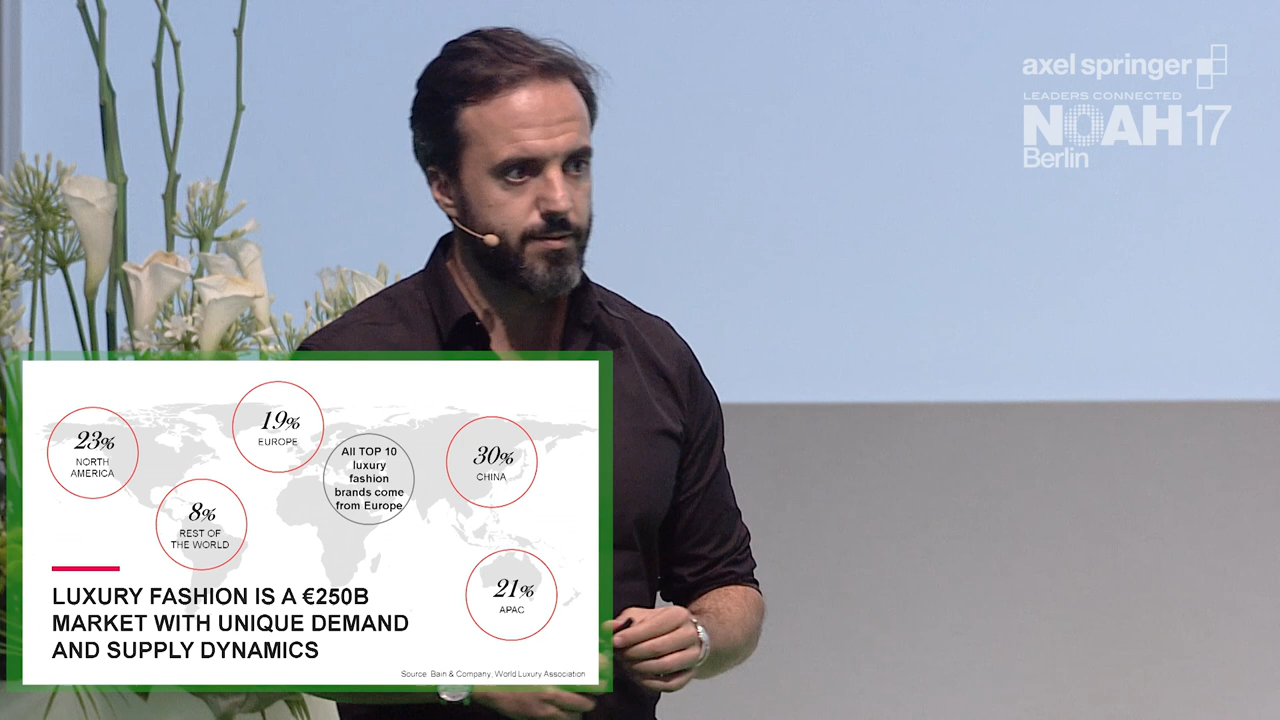 axel springer
LEADERS CONNECTED
NOAH17
Berlin
23%
NORTH
AMERICA
19%
EUROPE
8%
REST OF
THE WORLD
All TOP 10
luxury
fashion
brands come
from Europe
30%
CHINA
21%
APAC
LUXURY FASHION IS A €250B
MARKET WITH UNIQUE DEMAND
AND SUPPLY DYNAMICS
Source: Bain & Company, World Luxury Association